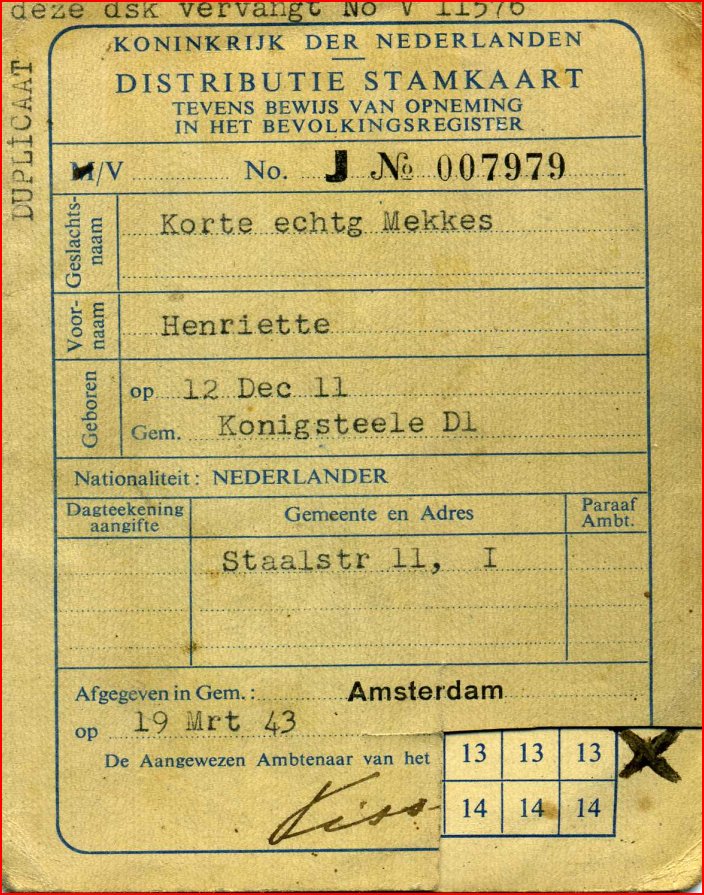 deze dsk vervangt No V 11576
DUPLICAAT
KONINKRIJK DER NEDERLANDEN
DISTRIBUTIE STAMKAART
TEVENS BEWIJS VAN OPNEMING
IN HET BEVOLKINGSREGISTER
M/V No. J № 007979
Geslachts-
naam
Korte echtg Mekkes
Voor-
naam
Henriette
Geboren
op 12 Dec 11
Gem. Konigsteele Dl
Nationaliteit: NEDERLANDER
Dagteekening
aangifte
Gemeente en Adres
Paraaf
Ambt.
Staalstr 11, I
Afgegeven in Gem.: Amsterdam
op 19 Mrt 43
De Aangewezen Ambtenaar van het
13 13 13
14 14 14